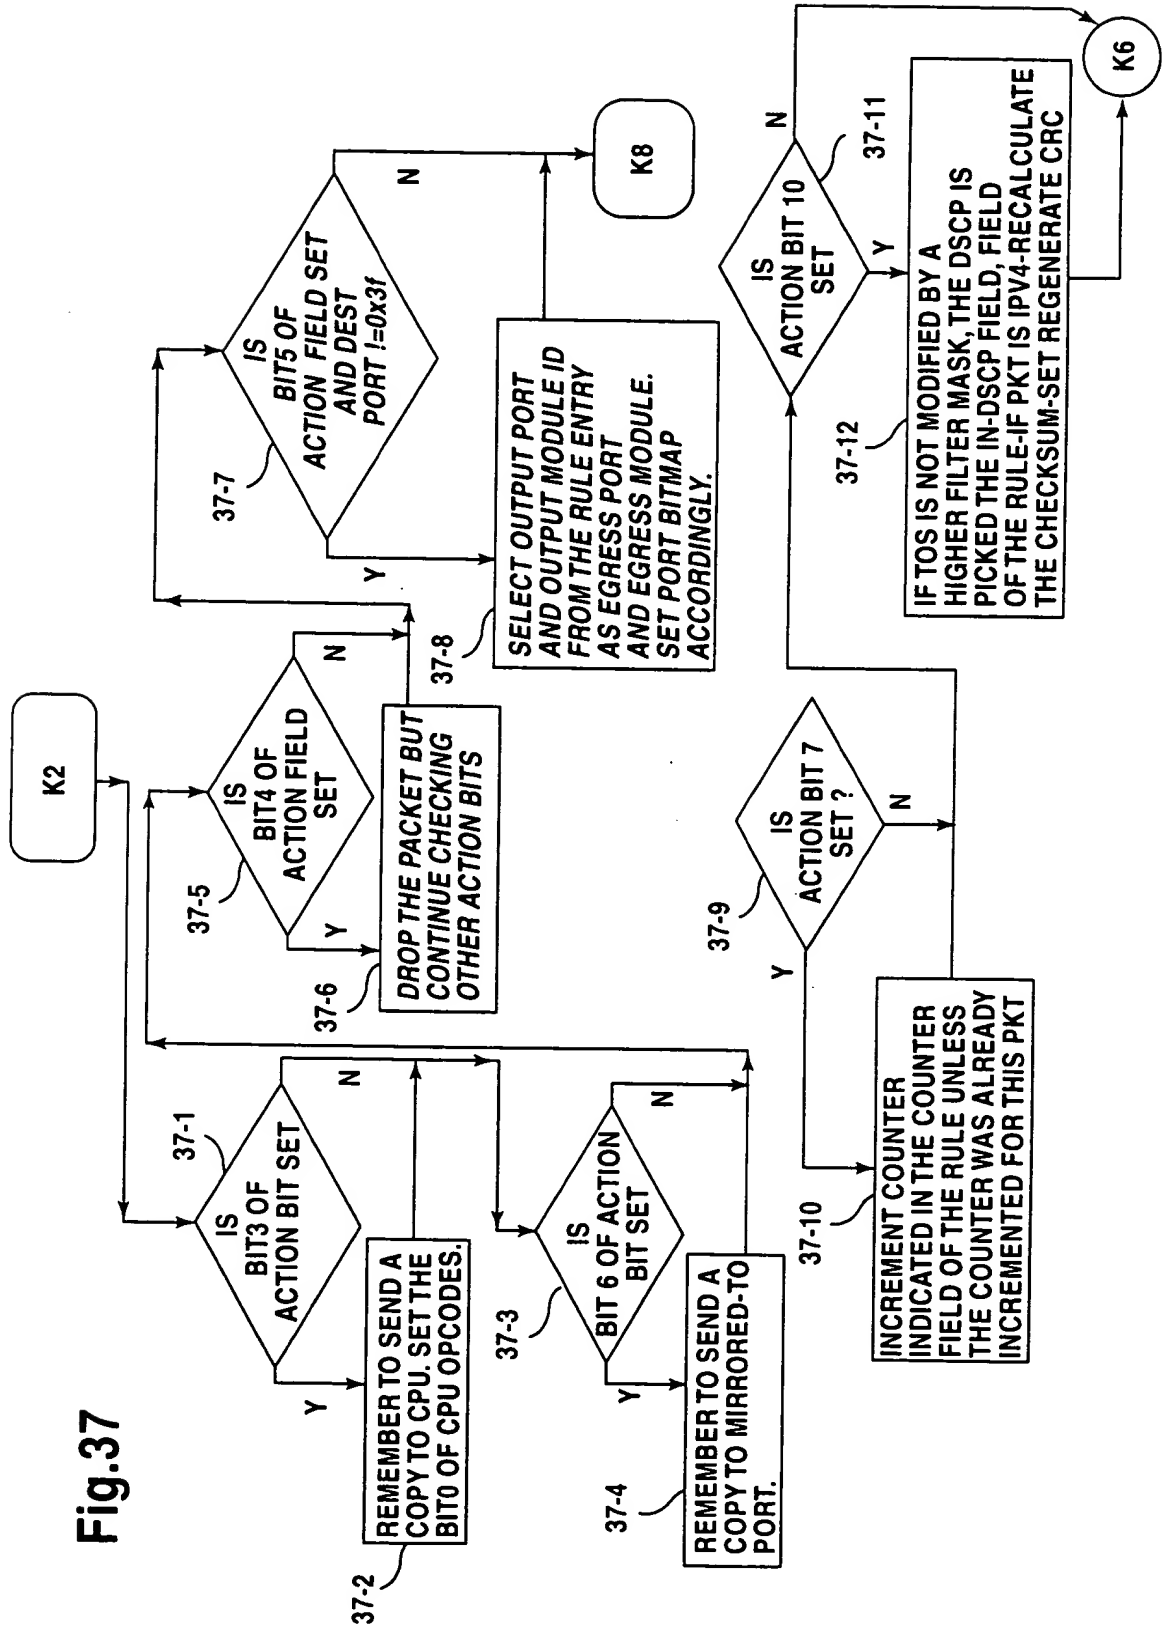 Fig.37
K2
37-1
IS
BIT3 OF
ACTION BIT SET
Y
N
37-2
REMEMBER TO SEND A
COPY TO CPU. SET THE
BIT0 OF CPU OPCODES.
37-3
IS
BIT 6 OF ACTION
BIT SET
Y
N
37-4
REMEMBER TO SEND A
COPY TO MIRRORED-TO
PORT.
37-5
IS
BIT4 OF
ACTION FIELD
SET
Y
N
37-6
DROP THE PACKET BUT
CONTINUE CHECKING
OTHER ACTION BITS
37-7
IS
BIT5 OF
ACTION FIELD SET
AND DEST
PORT !=0x3f
Y
N
37-8
SELECT OUTPUT PORT
AND OUTPUT MODULE ID
FROM THE RULE ENTRY
AS EGRESS PORT
AND EGRESS MODULE.
SET PORT BITMAP
ACCORDINGLY.
K8
37-9
IS
ACTION BIT 7
SET ?
Y
N
37-10
INCREMENT COUNTER
INDICATED IN THE COUNTER
FIELD OF THE RULE UNLESS
THE COUNTER WAS ALREADY
INCREMENTED FOR THIS PKT
37-11
IS
ACTION BIT 10
SET
N
Y
37-12
IF TOS IS NOT MODIFIED BY A
HIGHER FILTER MASK, THE DSCP IS
PICKED THE IN-DSCP FIELD, FIELD
OF THE RULE-IF PKT IS IPV4-RECALCULATE
THE CHECKSUM-SET REGENERATE CRC
K6